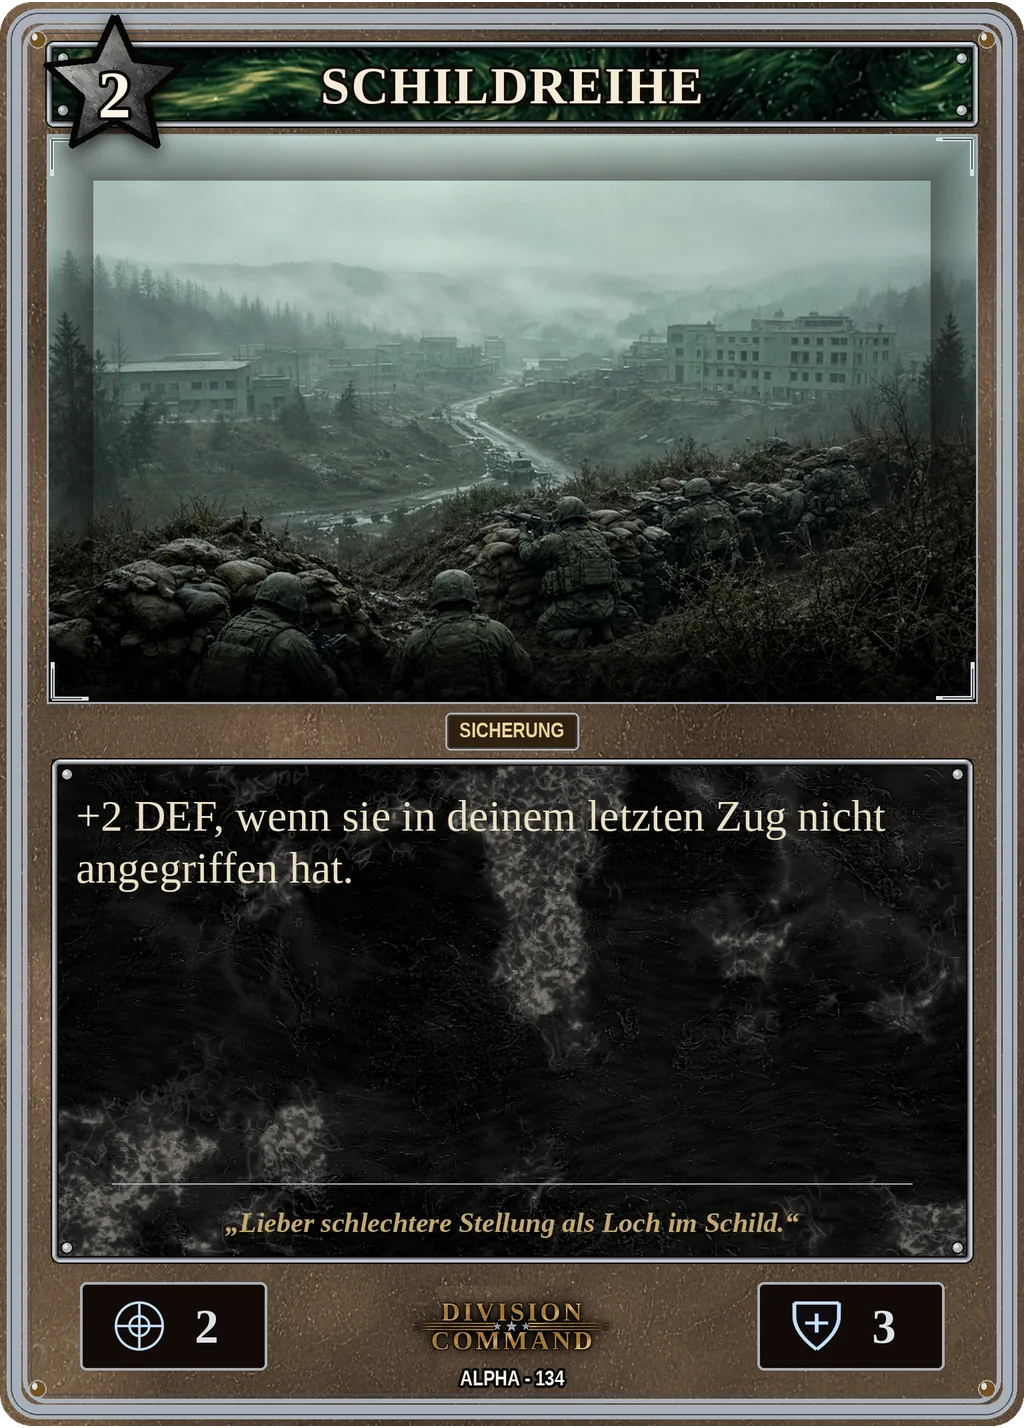 2
SCHILDREIHE
SICHERUNG
+2 DEF, wenn sie in deinem letzten Zug nicht
angegriffen hat.
„Lieber schlechtere Stellung als Loch im Schild.“
2
DIVISION
COMMAND
3
ALPHA - 134